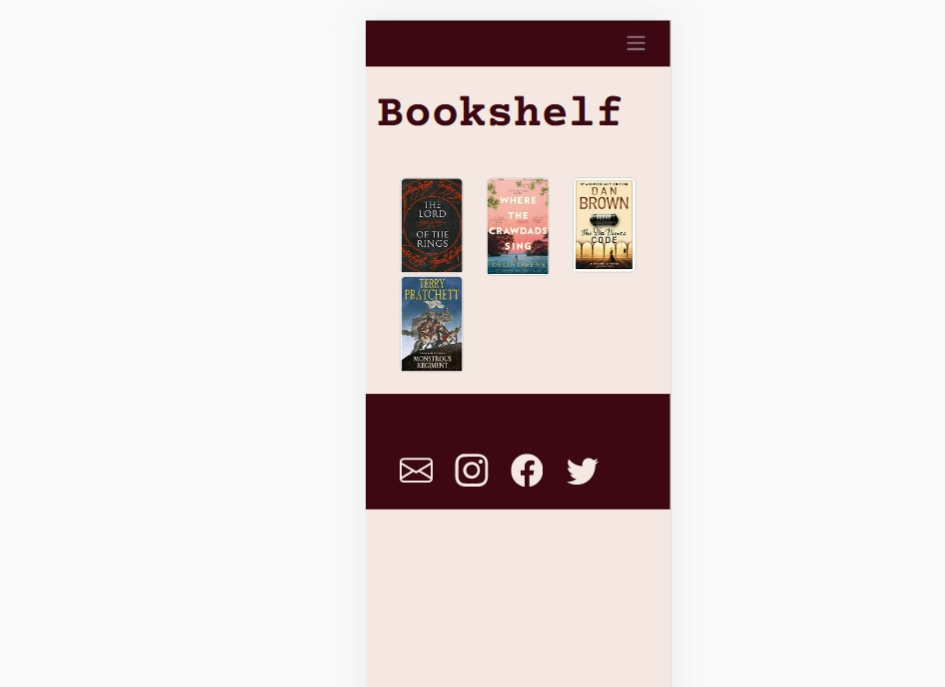 Bookshelf
THE
LORD
OF THE
RINGS
WHERE
THE
CRAWDADS
SING
DELIA OWENS
DAN
BROWN
The Da Vinci
CODE
TERRY
PRATCHETT
MONSTROUS
REGIMENT